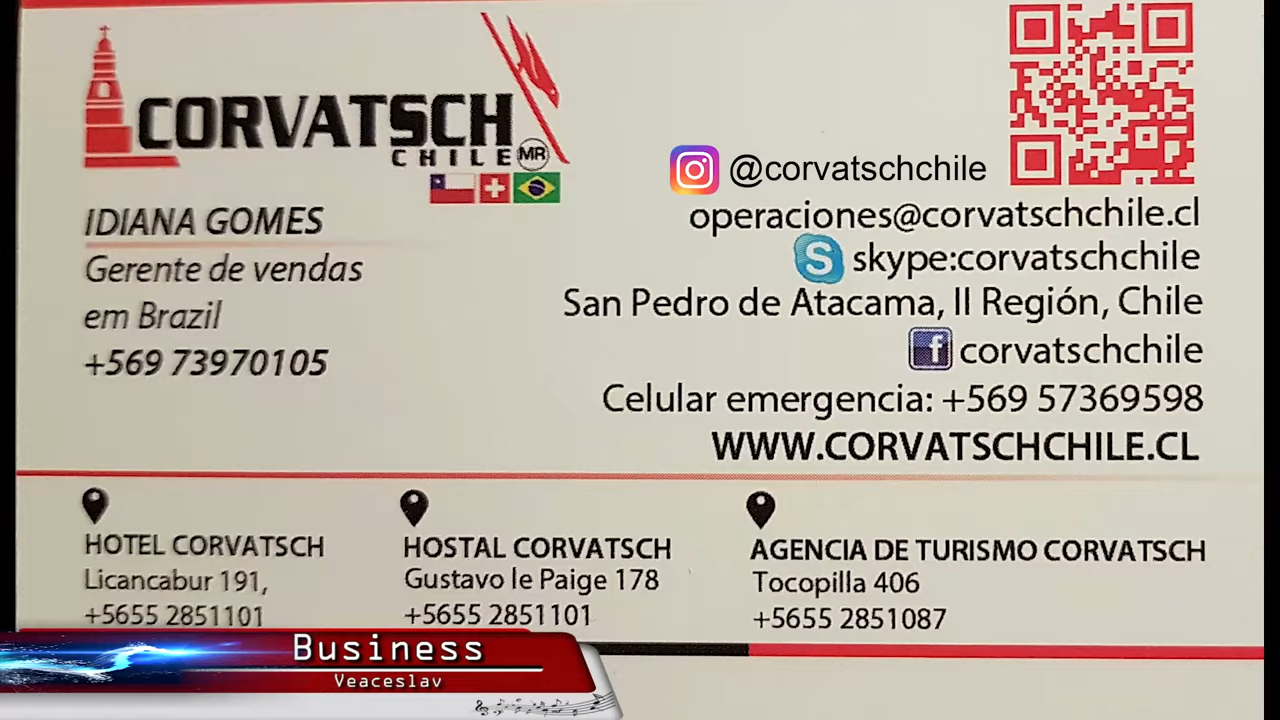 CORVATSCH
CHILE MR
IDIANA GOMES
Gerente de vendas
em Brazil
+569 73970105
@corvatschchile
operaciones@corvatschchile.cl
skype:corvatschchile
San Pedro de Atacama, II Región, Chile
corvatschchile
Celular emergencia: +569 57369598
WWW.CORVATSCHCHILE.CL
HOTEL CORVATSCH
Licancabur 191,
+5655 2851101
HOSTAL CORVATSCH
Gustavo le Paige 178
+5655 2851101
AGENCIA DE TURISMO CORVATSCH
Tocopilla 406
+5655 2851087
Business
Veaceslav